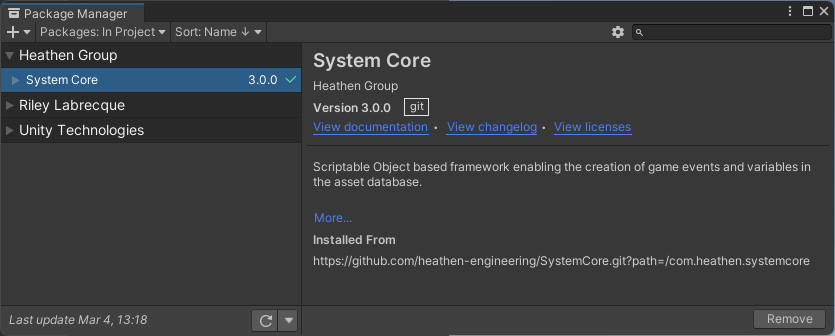 Package Manager
Packages: In Project Sort: Name ↓
Heathen Group
System Core 3.0.0
Riley Labrecque
Unity Technologies
Last update Mar 4, 13:18
System Core
Heathen Group
Version 3.0.0 git
View documentation • View changelog • View licenses
Scriptable Object based framework enabling the creation of game events and variables in
the asset database.
More...
Installed From
https://github.com/heathen-engineering/SystemCore.git?path=/com.heathen.systemcore
Remove